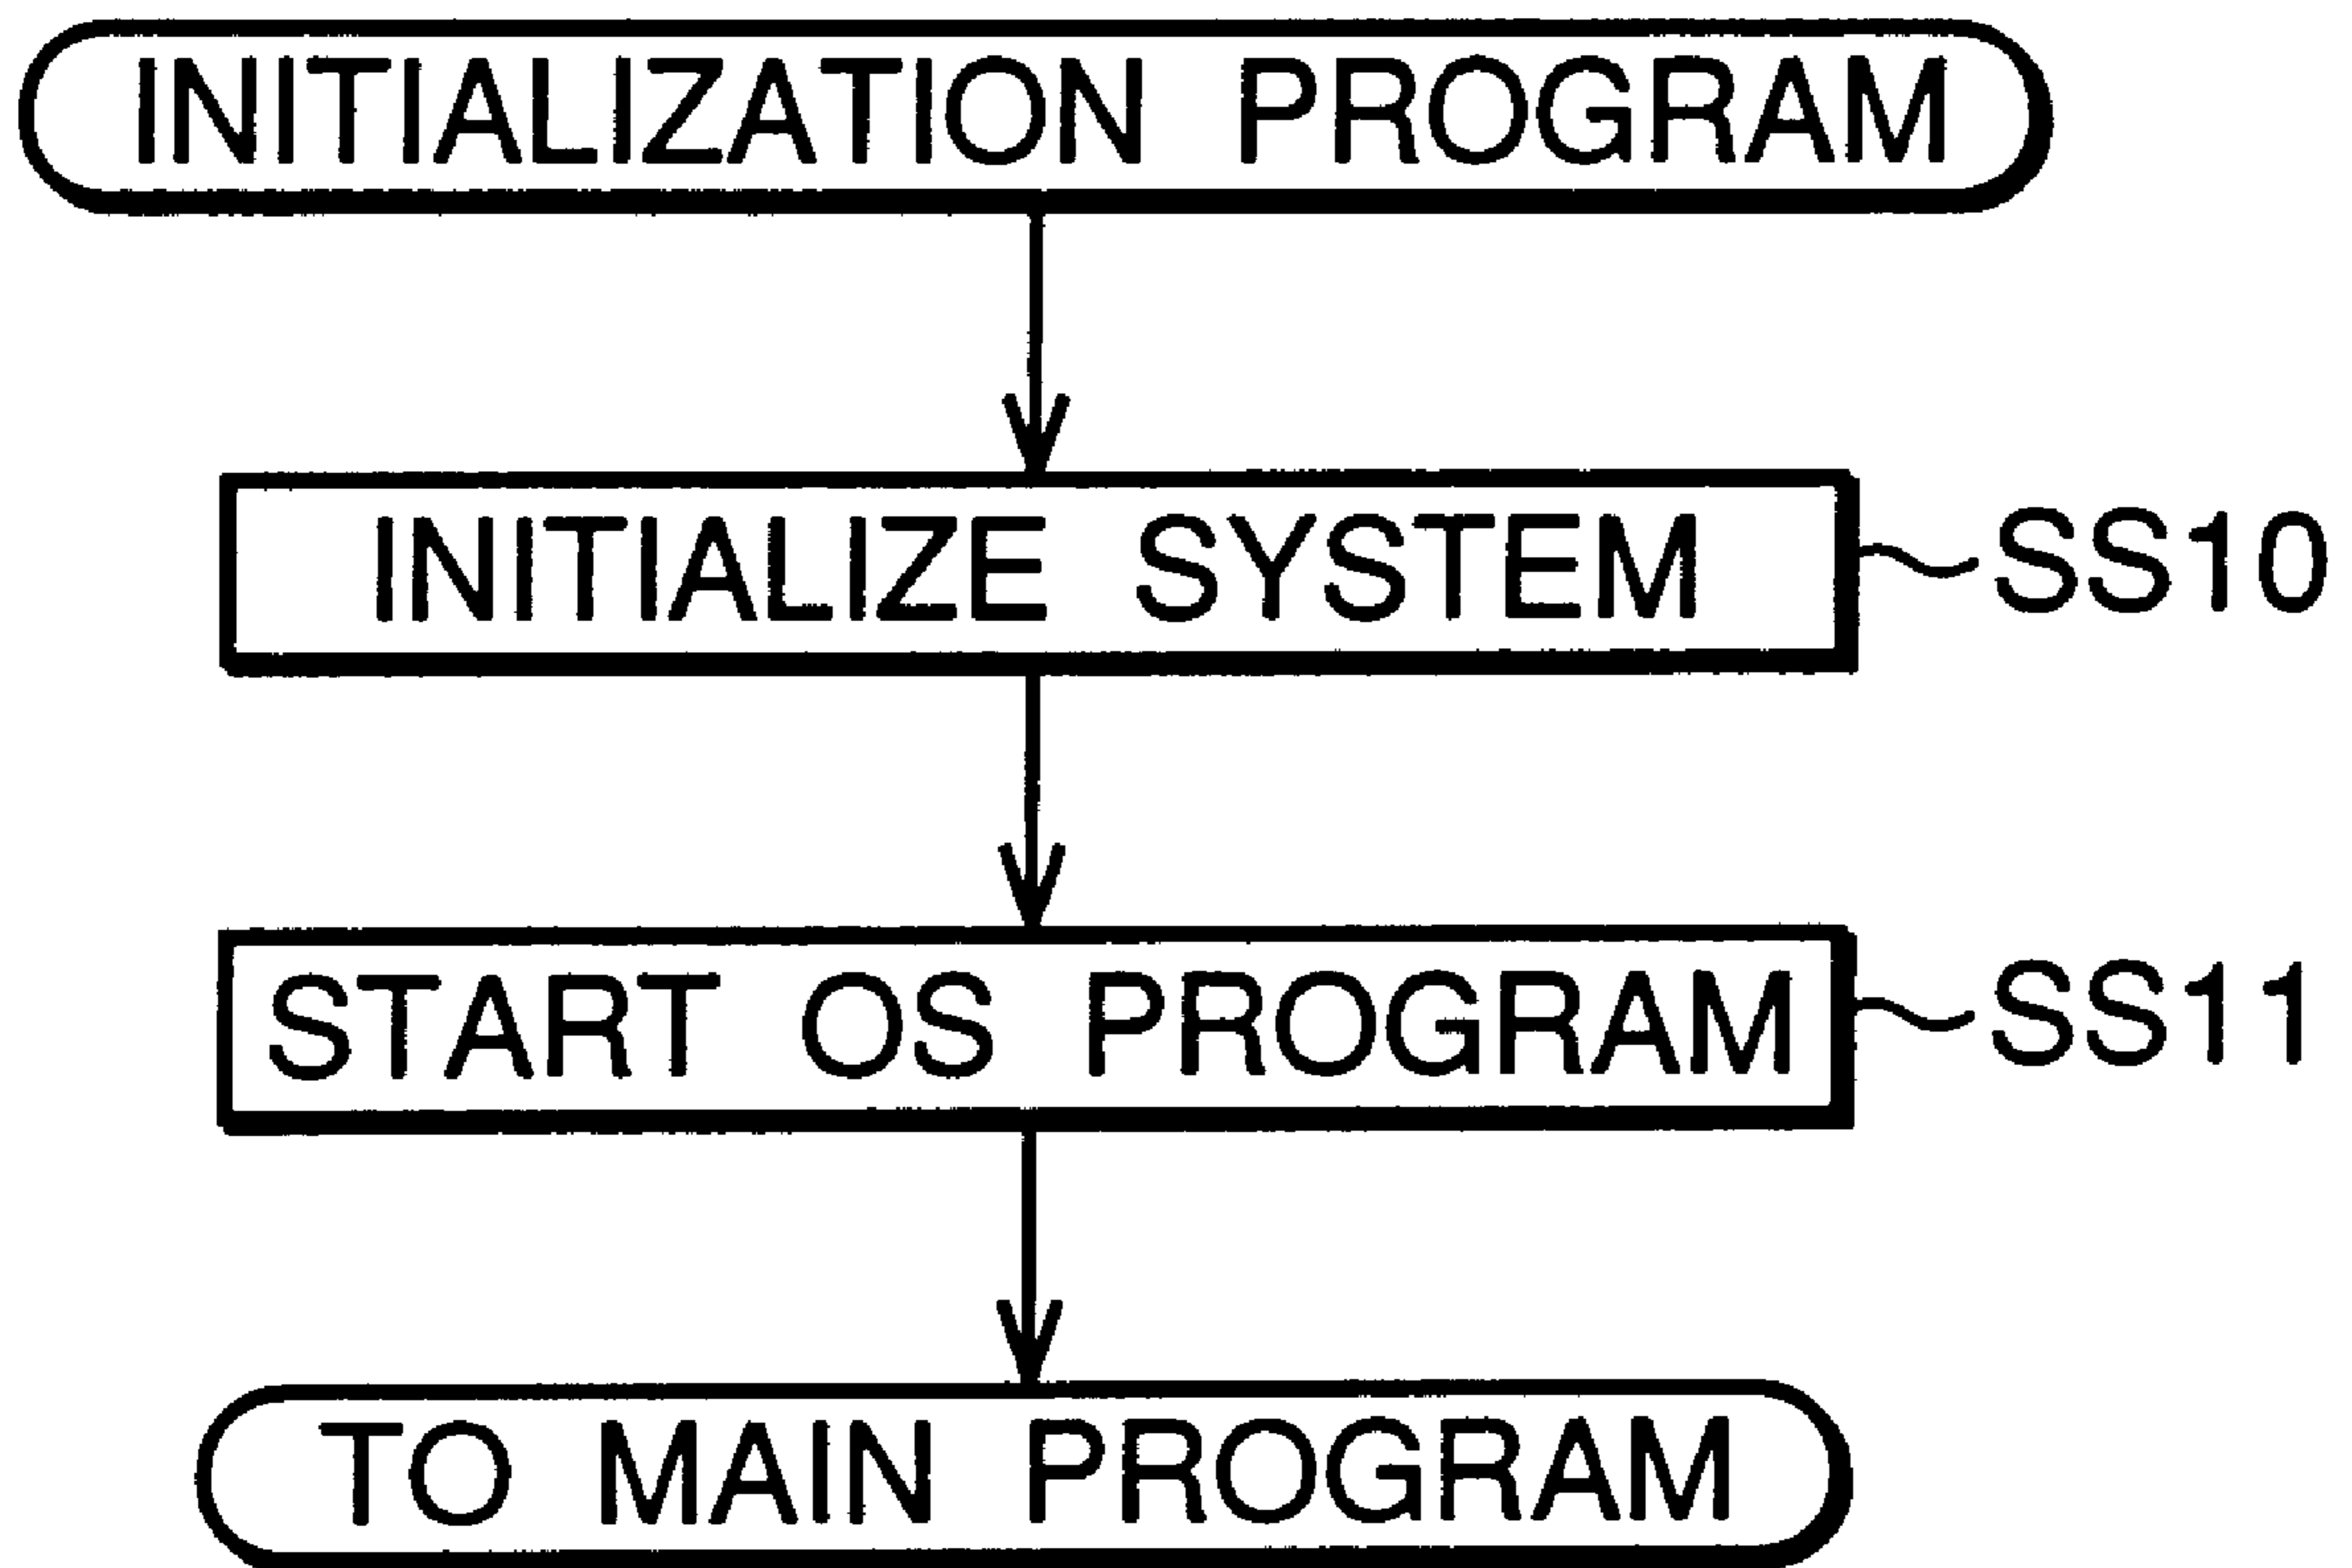 INITIALIZATION PROGRAM
INITIALIZE SYSTEM
SS10
START OS PROGRAM
SS11
TO MAIN PROGRAM